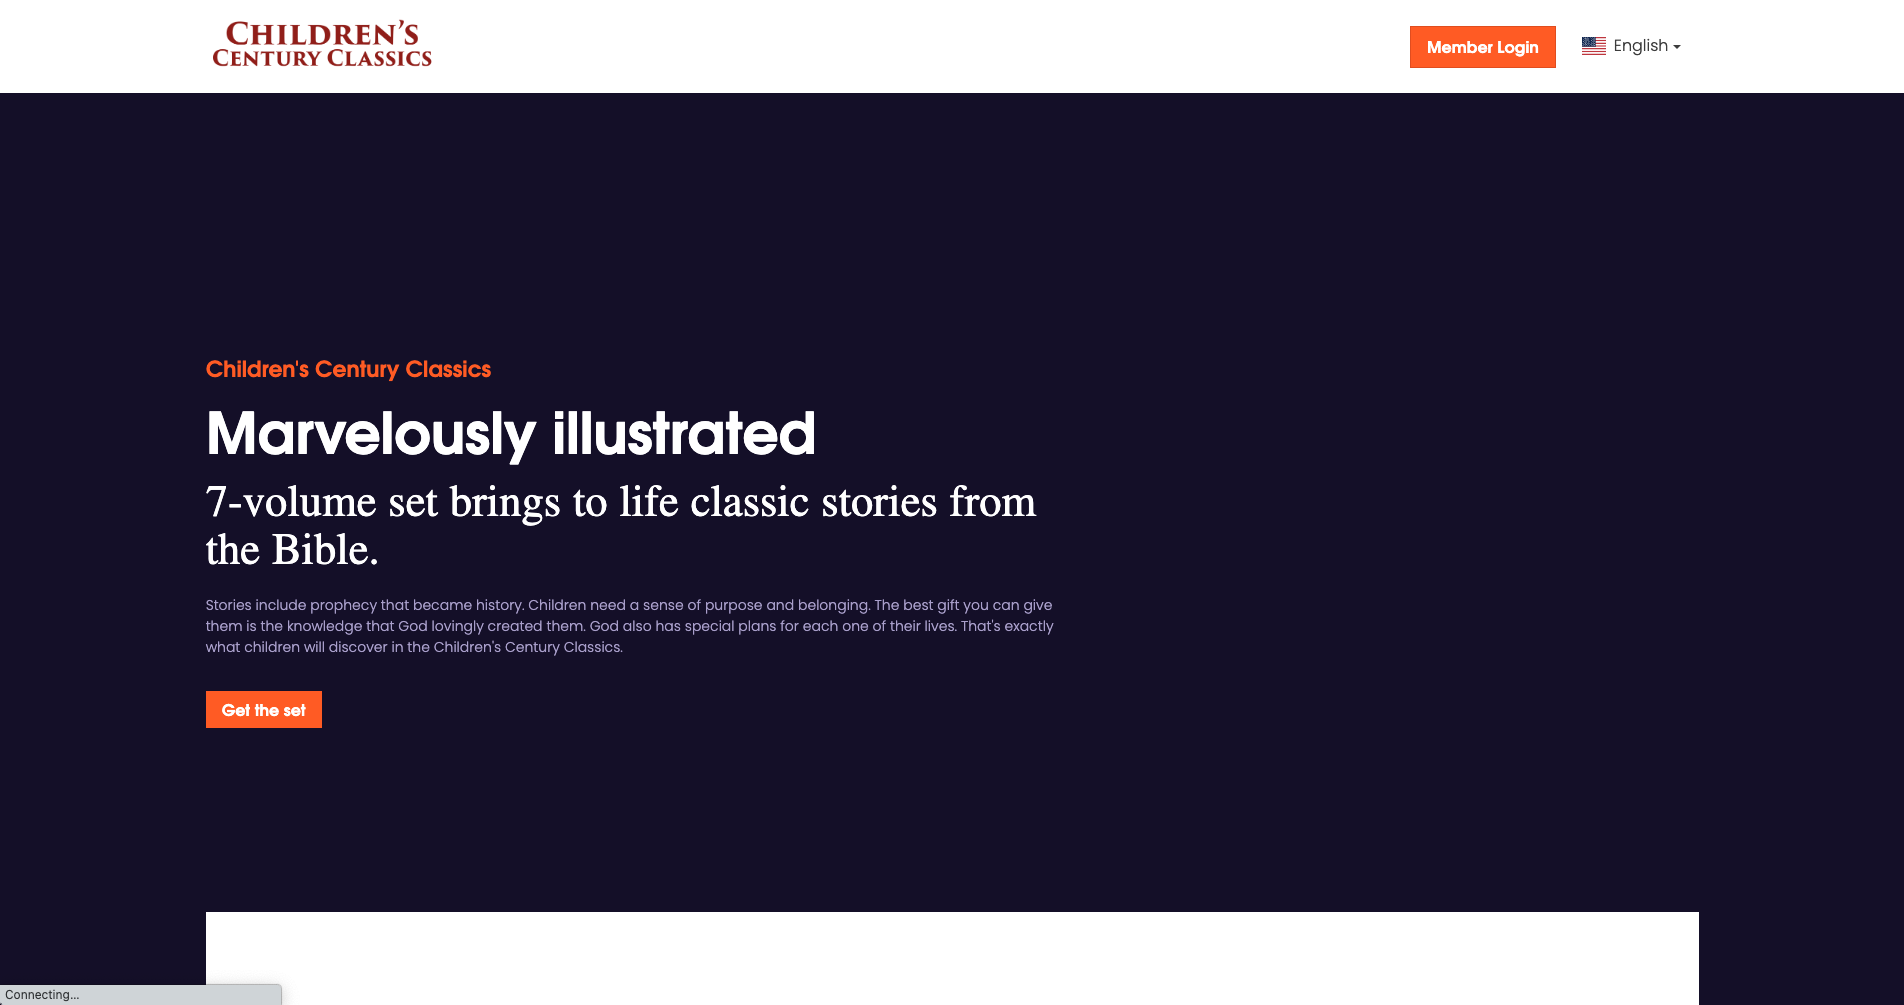 CHILDREN'S
CENTURY CLASSICS
Member Login
English
Children's Century Classics
Marvelously illustrated
7-volume set brings to life classic stories from
the Bible.
Stories include prophecy that became history. Children need a sense of purpose and belonging. The best gift you can give
them is the knowledge that God lovingly created them. God also has special plans for each one of their lives. That's exactly
what children will discover in the Children's Century Classics.
Get the set
Connecting...